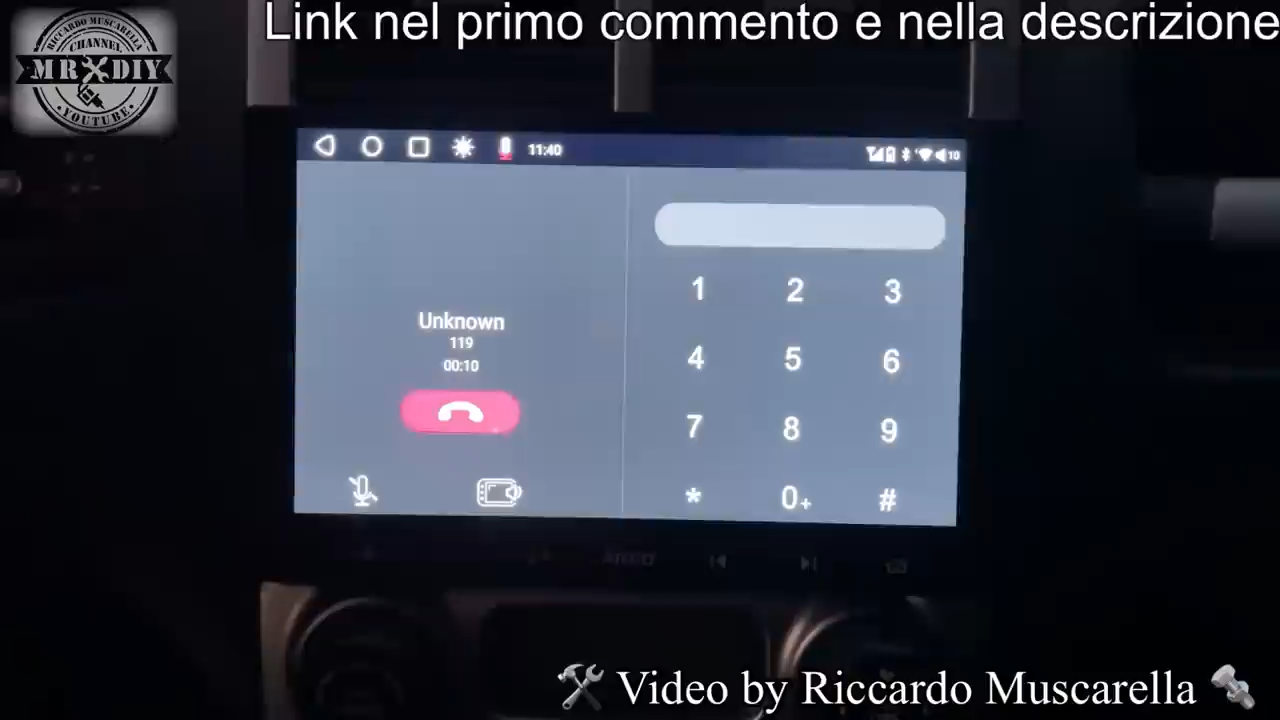 Link nel primo commento e nella descrizione
RICCARDO MUSCARELLA
CHANNEL
MR DIY
YOUTUBE
11:40
10
Unknown
119
00:10
1 2 3
4 5 6
7 8 9
* 0+ #
Video by Riccardo Muscarella